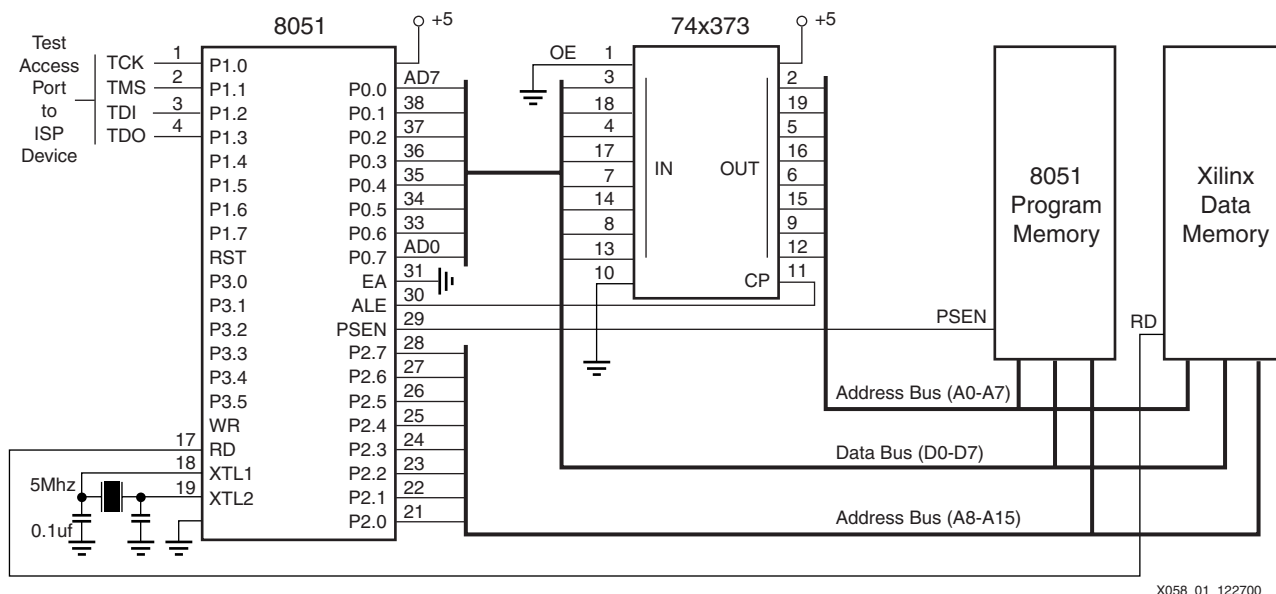 8051
+5
74x373
+5
Test
Access
Port
to
ISP
Device
TCK 1 P1.0
TMS 2 P1.1
TDI 3 P1.2
TDO 4 P1.3
P1.4
P1.5
P1.6
P1.7
RST
P3.0
P3.1
P3.2
P3.3
P3.4
P3.5
WR
17 RD
18 XTL1
19 XTL2
5Mhz
0.1uf
P0.0 AD7
P0.1 38
P0.2 37
P0.3 36
P0.4 35
P0.5 34
P0.6 33
P0.7 AD0
EA 31
ALE 30
PSEN 29
P2.7 28
P2.6 27
P2.5 26
P2.4 25
P2.3 24
P2.2 23
P2.1 22
P2.0 21
OE 1
3
18
4
17
7
14
8
13
10
IN OUT
CP 11
2
19
5
16
6
15
9
12
8051
Program
Memory
PSEN
Xilinx
Data
Memory
RD
Address Bus (A0-A7)
Data Bus (D0-D7)
Address Bus (A8-A15)
X058_01_122700